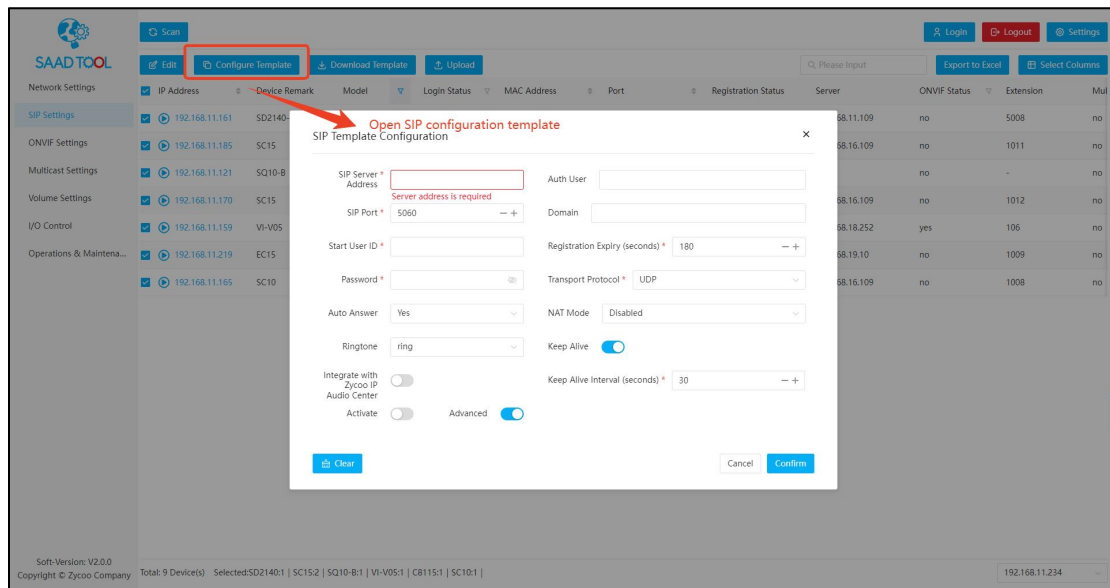 SAAD TOOL
Scan
Login
Logout
Settings
Edit
Configure Template
Download Template
Upload
Please Input
Export to Excel
Select Columns
Network Settings
SIP Settings
ONVIF Settings
Multicast Settings
Volume Settings
I/O Control
Operations & Maintena...
IP Address Device Remark Model Login Status MAC Address Port Registration Status Server ONVIF Status Extension Mul
192.168.11.161 SD2140- 68.11.109 no 5008 no
192.168.11.185 SC15 68.16.109 no 1011 no
192.168.11.121 SQ10-B no - no
192.168.11.170 SC15 68.16.109 no 1012 no
192.168.11.159 VI-V05 68.18.252 yes 106 no
192.168.11.219 EC15 68.19.10 no 1009 no
192.168.11.165 SC10 68.16.109 no 1008 no
Open SIP configuration template
SIP Template Configuration
SIP Server *
Address
Auth User
Server address is required
SIP Port * 5060
Domain
Start User ID *
Registration Expiry (seconds) * 180
Password *
Transport Protocol * UDP
Auto Answer Yes
NAT Mode Disabled
Ringtone ring
Keep Alive
Integrate with
Zycoo IP
Audio Center
Keep Alive Interval (seconds) * 30
Activate
Advanced
Clear
Cancel
Confirm
Soft-Version: V2.0.0
Copyright © Zycoo Company
Total: 9 Device(s) Selected:SD2140:1 | SC15:2 | SQ10-B:1 | VI-V05:1 | C8115:1 | SC10:1 |
192.168.11.234